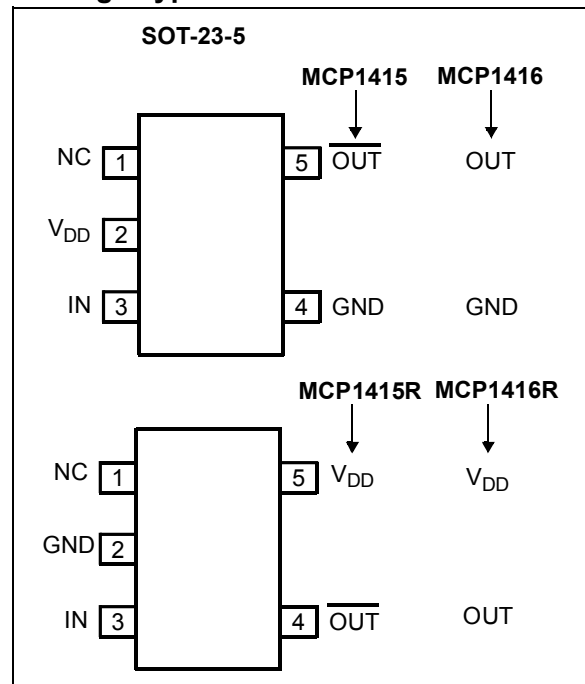 SOT-23-5
MCP1415 MCP1416
NC 1 5 OUT OUT
VDD 2
IN 3 4 GND GND
MCP1415R MCP1416R
NC 1 5 VDD VDD
GND 2
IN 3 4 OUT OUT